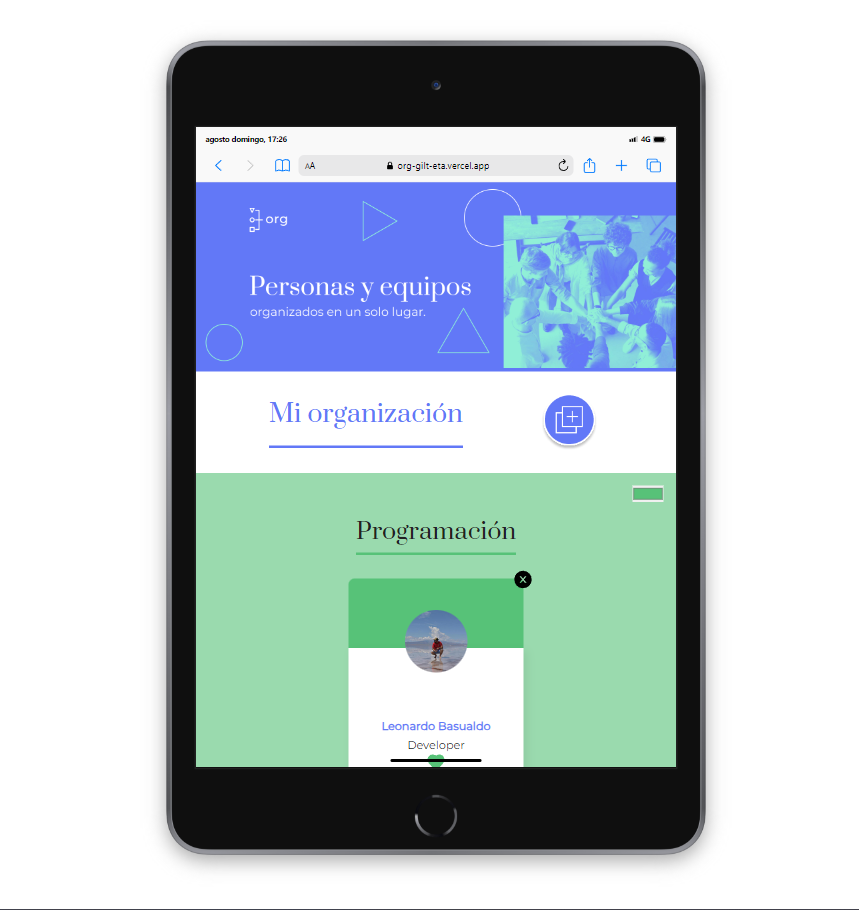 agosto domingo, 17:26
4G
AA
org-gilt-eta.vercel.app
org
Personas y equipos
organizados en un solo lugar.
Mi organización
Programación
X
Leonardo Basualdo
Developer